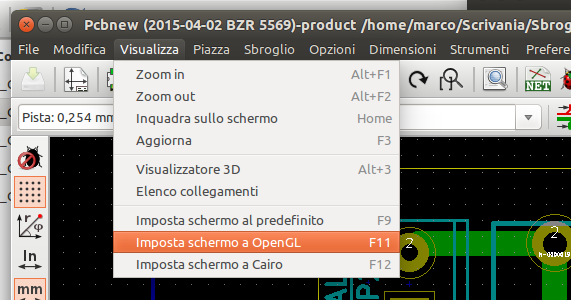 Pcbnew (2015-04-02 BZR 5569)-product /home/marco/Scrivania/Sbrog
File Modifica Visualizza Piazza Sbroglio Opzioni Dimensioni Strumenti Prefere
Zoom in Alt+F1
Zoom out Alt+F2
Inquadra sullo schermo Home
Aggiorna F3
Visualizzatore 3D Alt+3
Elenco collegamenti
Imposta schermo al predefinito F9
Imposta schermo a OpenGL F11
Imposta schermo a Cairo F12
NET
Pista: 0,254 mm
In
mm
2
2